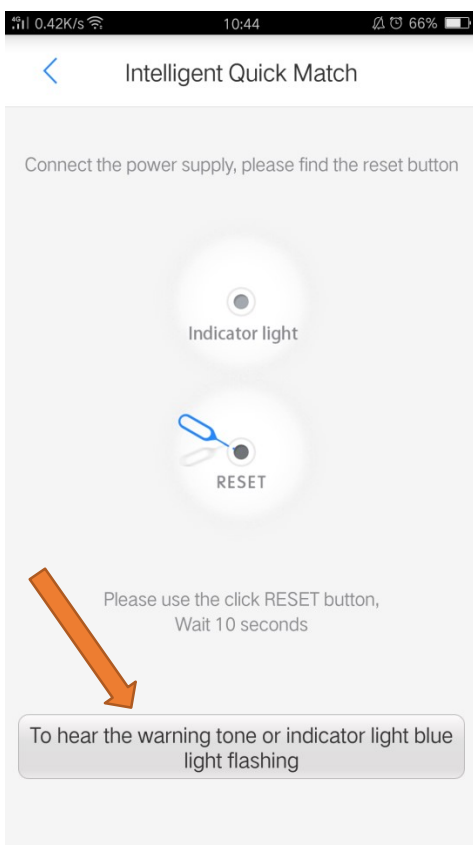 4G 0.42K/s 10:44 66%
Intelligent Quick Match
Connect the power supply, please find the reset button
Indicator light
RESET
Please use the click RESET button,
Wait 10 seconds
To hear the warning tone or indicator light blue
light flashing